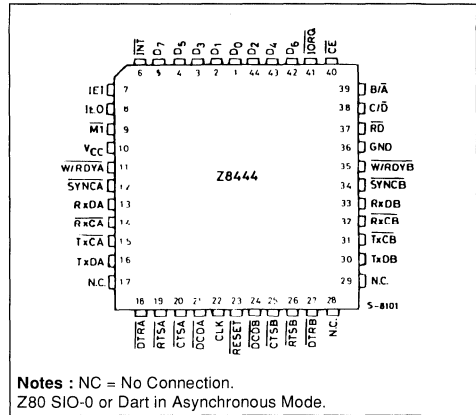 INT D5 D7 D3 D1 D0 D2 D4 D6 IORQ CE
6 5 4 3 2 1 44 43 42 41 40
IEI 7
IEO 8
M1 9
VCC 10
W/RDYA 11
SYNCA 12
RxDA 13
RxCA 14
TxCA 15
TxDA 16
N.C. 17
Z8444
39 B/A
38 C/D
37 RD
36 GND
35 W/RDYB
34 SYNCB
33 RxDB
32 RxCB
31 TxCB
30 TxDB
29 N.C.
S-8101
18 19 20 21 22 23 24 25 26 27 28
DTRA RTSA CTSA DCDA CLK RESET DCDB CTSB RTSB DTRB N.C.
Notes : NC = No Connection.
Z80 SIO-0 or Dart in Asynchronous Mode.